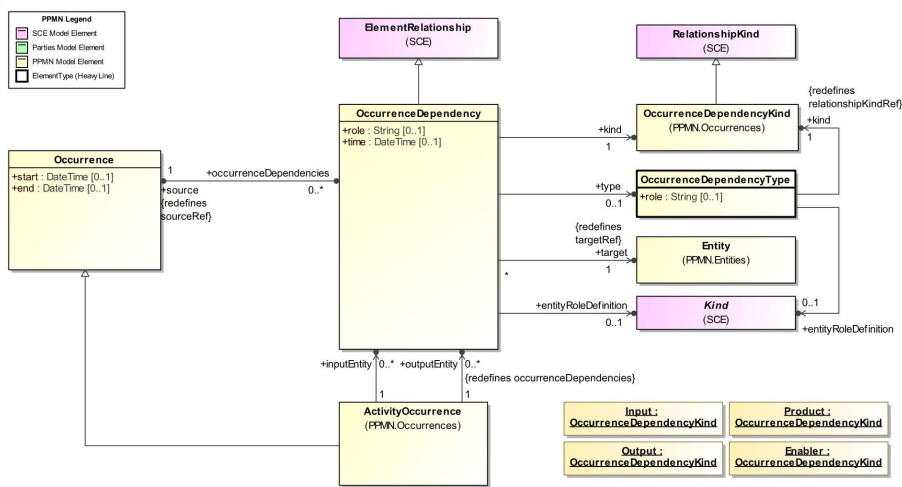 PPMN Legend
SCE Model Element
Parties Model Element
PPMN Model Element
ElementType (Heavy Line)
ElementRelationship
(SCE)
RelationshipKind
(SCE)
{redefines
relationshipKindRef}
+kind
1
OccurrenceDependency
+role : String [0..1]
+time : DateTime [0..1]
+kind
1
OccurrenceDependencyKind
(PPMN.Occurrences)
Occurrence
+start : DateTime [0..1]
+end : DateTime [0..1]
1
+occurrenceDependencies
+source
{redefines
sourceRef}
0..*
+type
0..1
OccurrenceDependencyType
+role : String [0..1]
{redefines
targetRef}
+target
1
*
Entity
(PPMN.Entities)
+entityRoleDefinition
0..1
Kind
(SCE)
0..1
+entityRoleDefinition
+inputEntity
0..*
+outputEntity
0..*
{redefines occurrenceDependencies}
1
1
ActivityOccurrence
(PPMN.Occurrences)
Input :
OccurrenceDependencyKind
Product :
OccurrenceDependencyKind
Output :
OccurrenceDependencyKind
Enabler :
OccurrenceDependencyKind